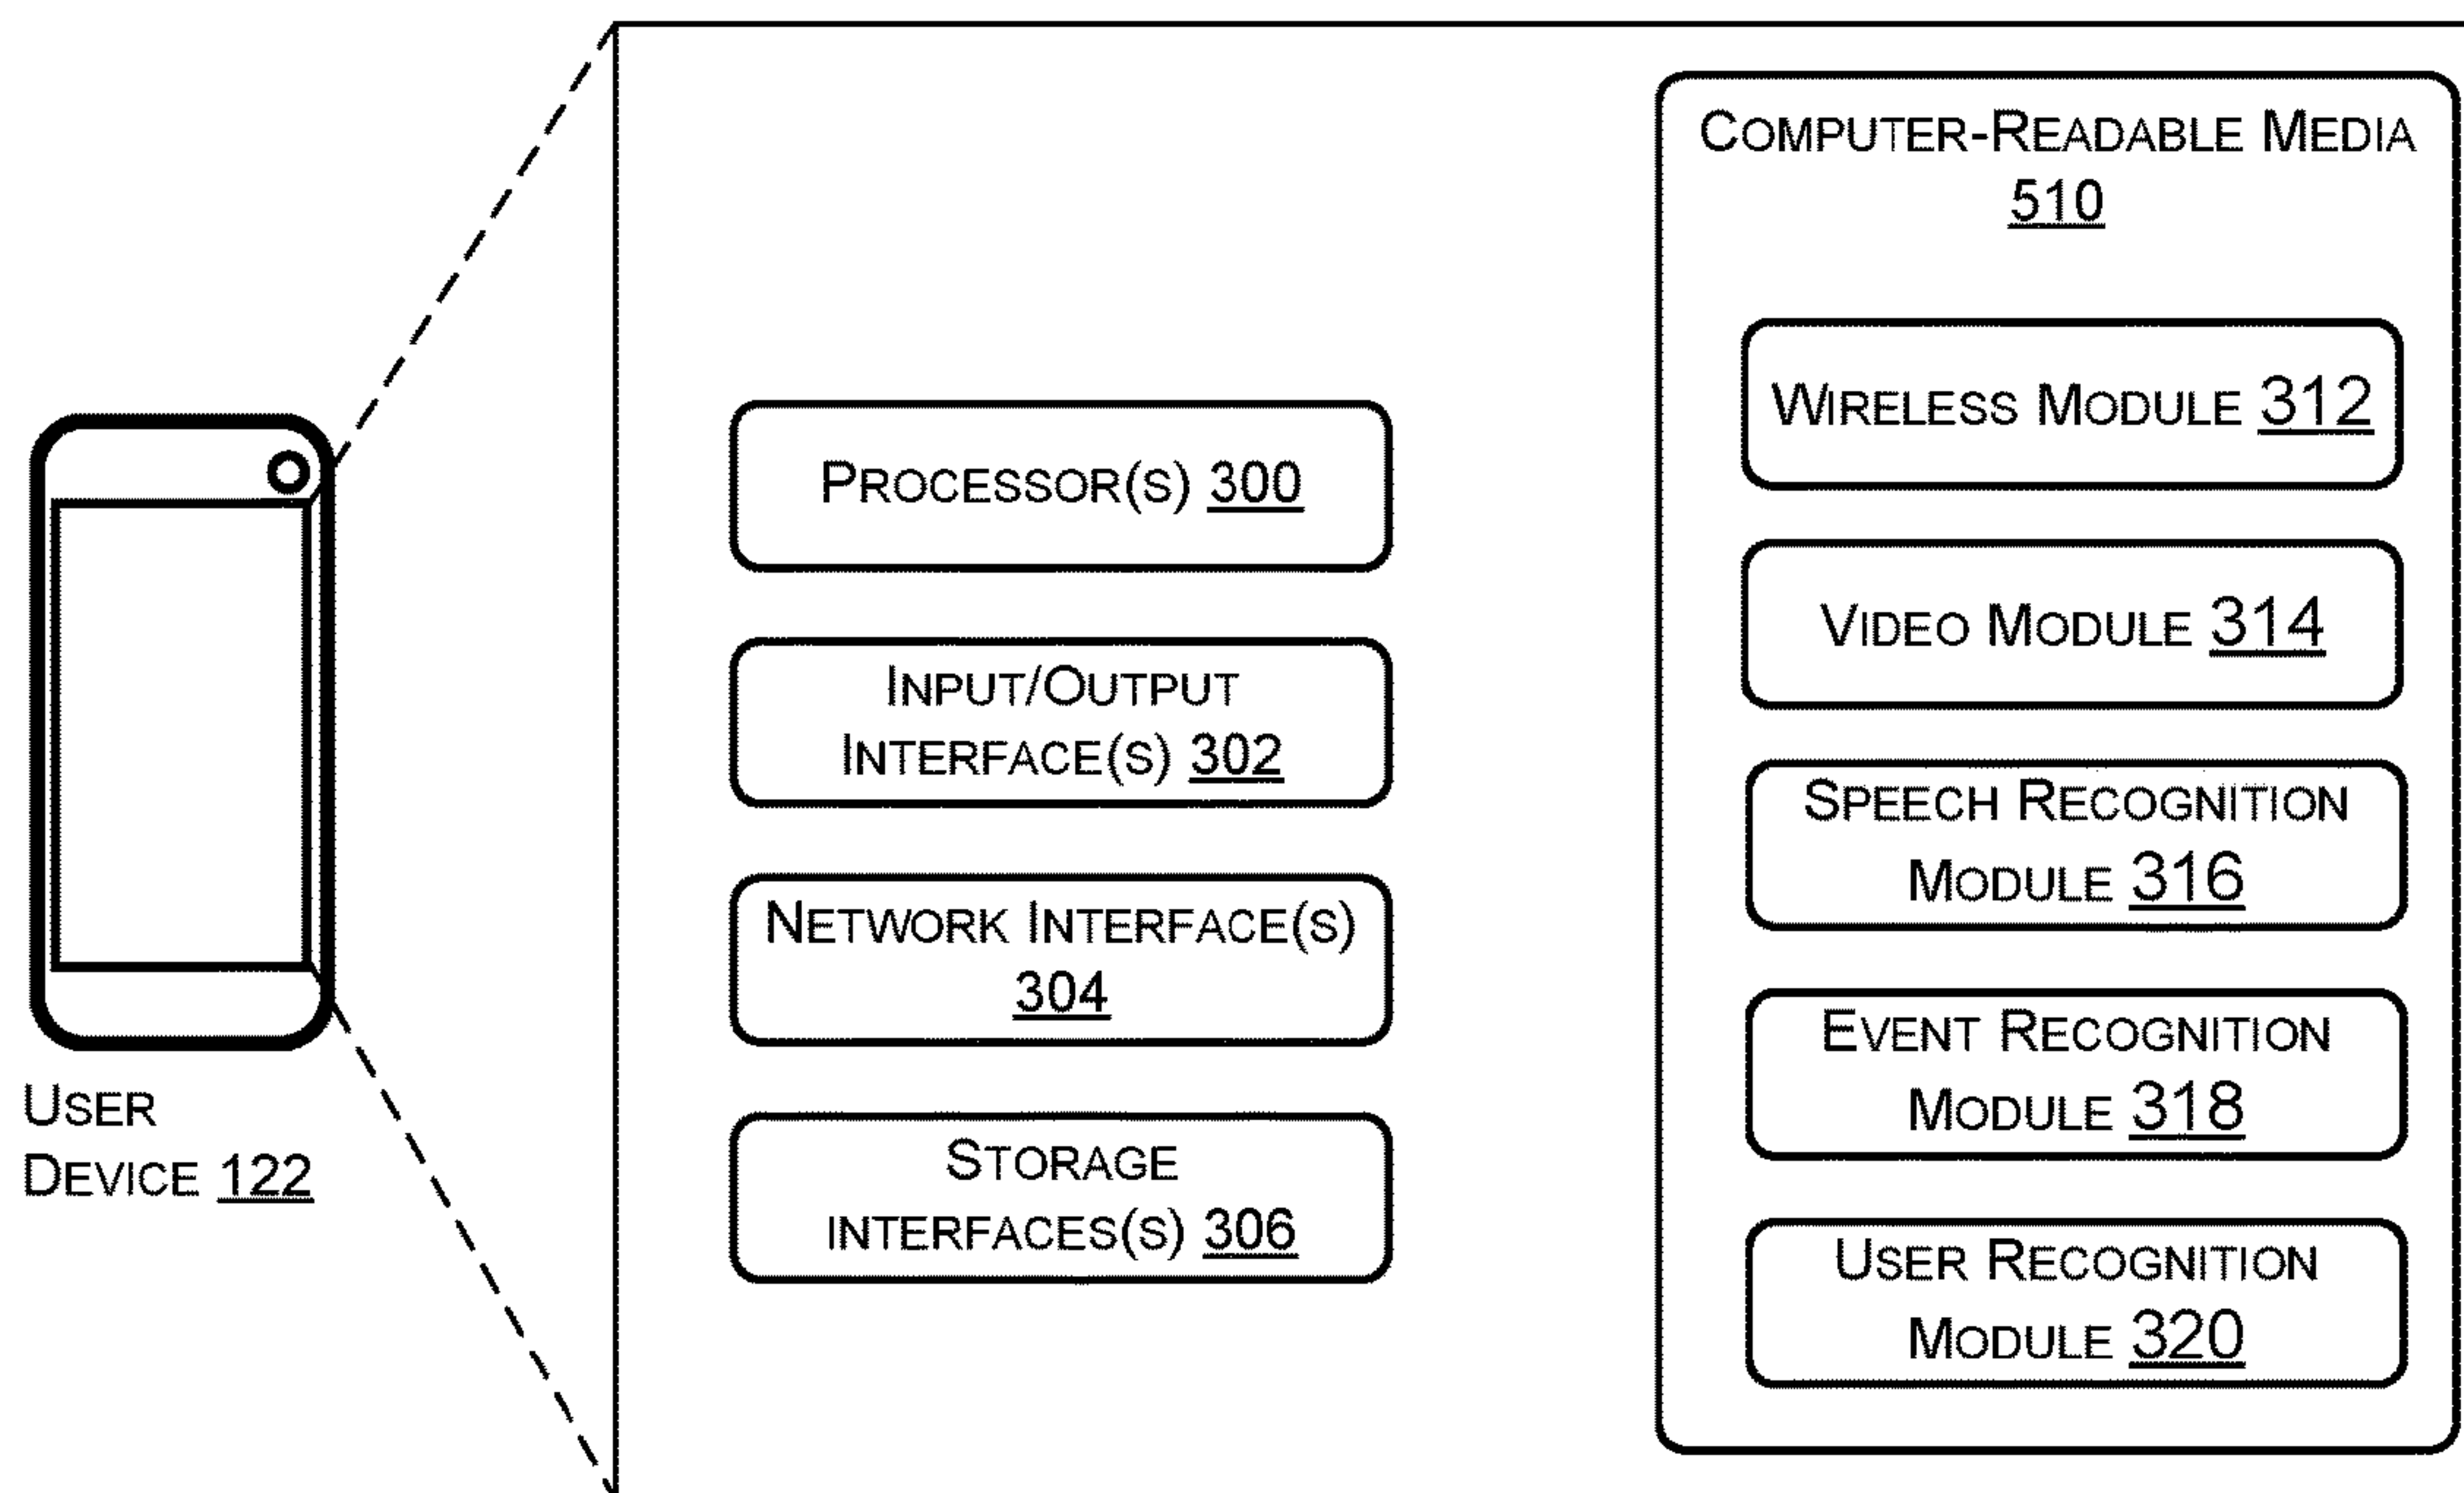 USER
DEVICE 122
PROCESSOR(S) 300
INPUT/OUTPUT
INTERFACE(S) 302
NETWORK INTERFACE(S)
304
STORAGE
INTERFACES(S) 306
COMPUTER-READABLE MEDIA
510
WIRELESS MODULE 312
VIDEO MODULE 314
SPEECH RECOGNITION
MODULE 316
EVENT RECOGNITION
MODULE 318
USER RECOGNITION
MODULE 320